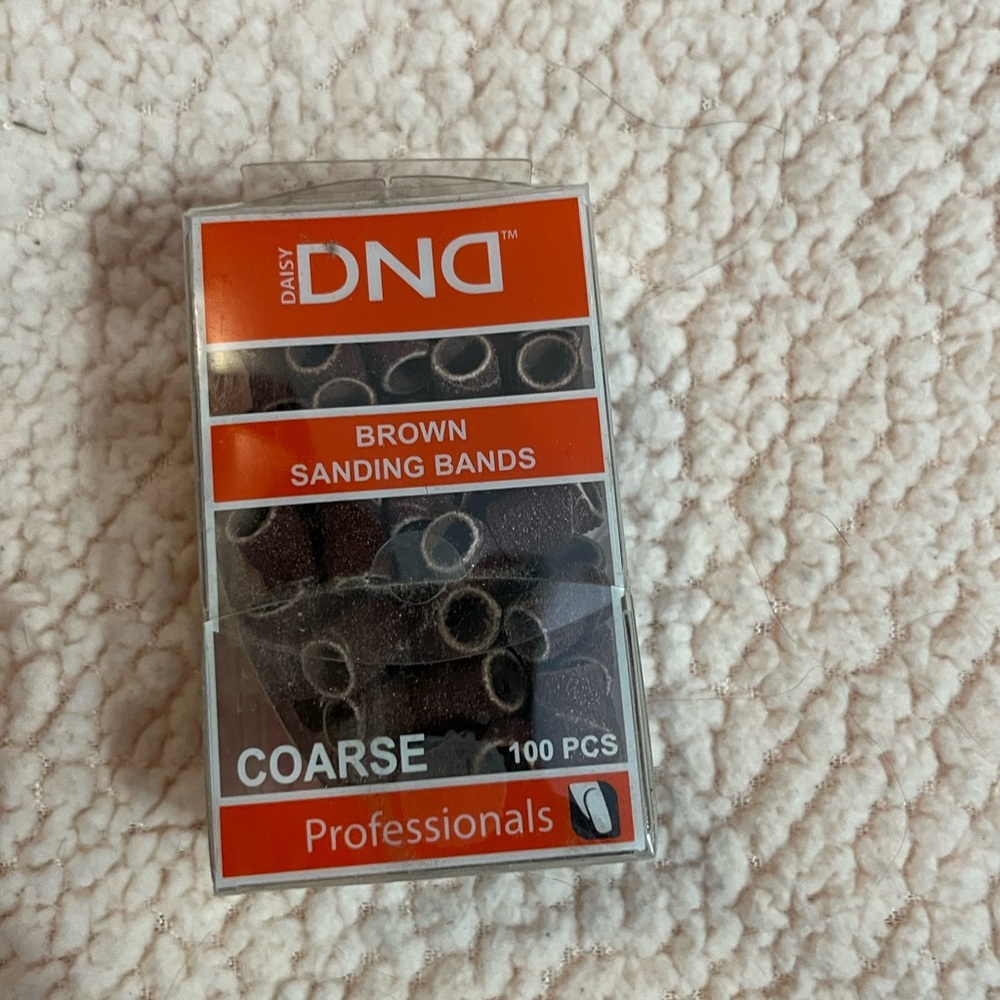 DAISY DND™
BROWN
SANDING BANDS
COARSE 100 PCS
Professionals